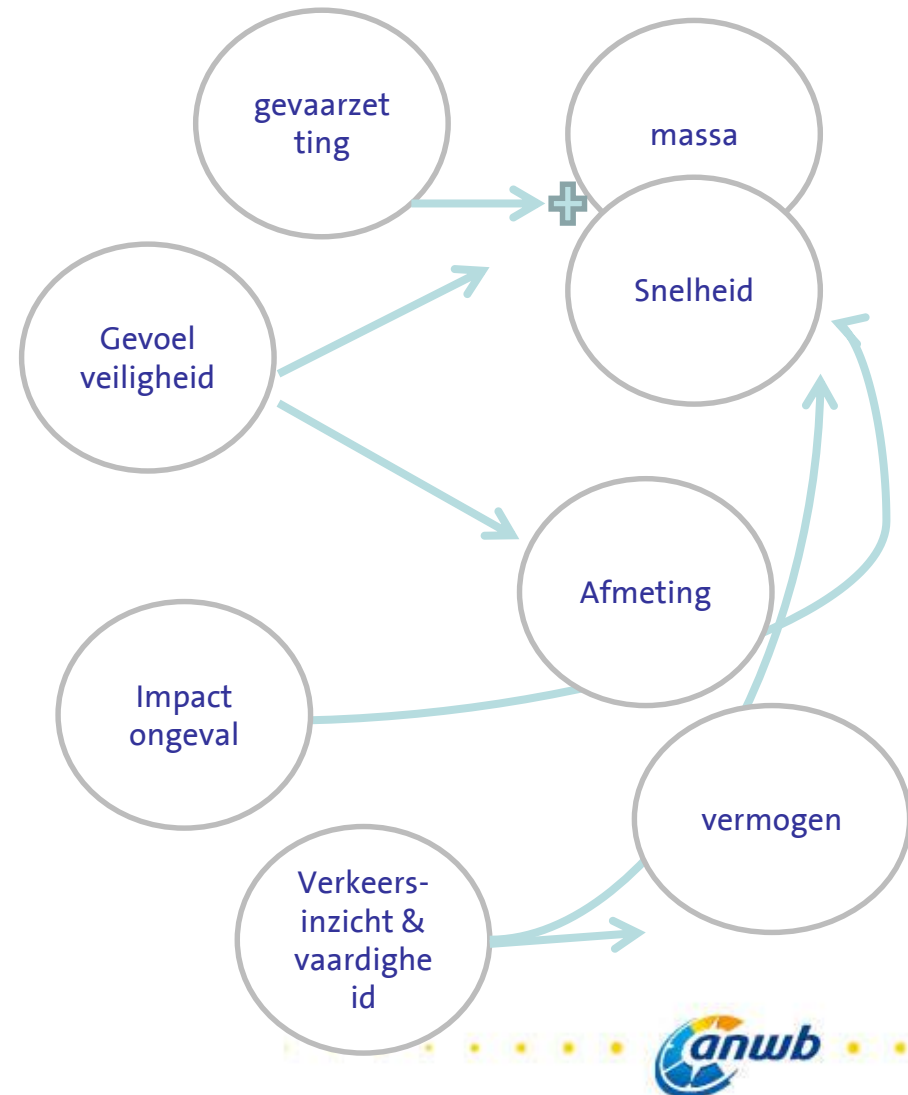 gevaarzet
ting
massa
Snelheid
Gevoel
veiligheid
Afmeting
Impact
ongeval
vermogen
Verkeers-
inzicht &
vaardighe
id
anwb